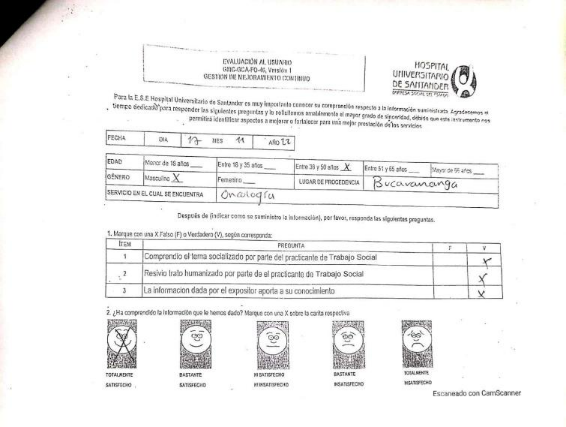 EVALUACIÓN AL USUARIO
GMC-GCA-FO-46, Versión 1
GESTIÓN DE MEJORAMIENTO CONTINUO
HOSPITAL
UNIVERSITARIO
DE SANTANDER
EMPRESA SOCIAL DEL ESTADO
Para la E.S.E Hospital Universitario de Santander es muy importante conocer su comprensión respecto a la información suministrada. Agradecemos el
tiempo dedicado para responder las siguientes preguntas y le solicitamos amablemente el mayor grado de sinceridad, debido que este instrumento nos
permitirá identificar aspectos a mejorar o fortalecer para una mejor prestación de los servicios.
FECHA DIA 17 MES 11 AÑO 22
EDAD Menor de 18 años ___ Entre 18 y 35 años ___ Entre 36 y 50 años X Entre 51 y 65 años ___ Mayor de 65 años ___
GÉNERO Masculino X Femenino ___ LUGAR DE PROCEDENCIA Bucaramanga
SERVICIO EN EL CUAL SE ENCUENTRA Oncología
Después de (indicar como se suministro la información), por favor, responda las siguientes preguntas.
1. Marque con una X Falso (F) o Verdadero (V), según corresponda:
ÍTEM PREGUNTA F V
1 Comprendio el tema socializado por parte del practicante de Trabajo Social X
2 Resivio trato humanizado por parte de el practicante de Trabajo Social X
3 La informacion dada por el expositor aporta a su conocimiento X
2. ¿Ha comprendido la información que le hemos dado? Marque con una X sobre la carita respectiva
TOTALMENTE BASTANTE INSATISFECHO BASTANTE TOTALMENTE
SATISFECHO SATISFECHO INSATISFECHO INSATISFECHO
Escaneado con CamScanner